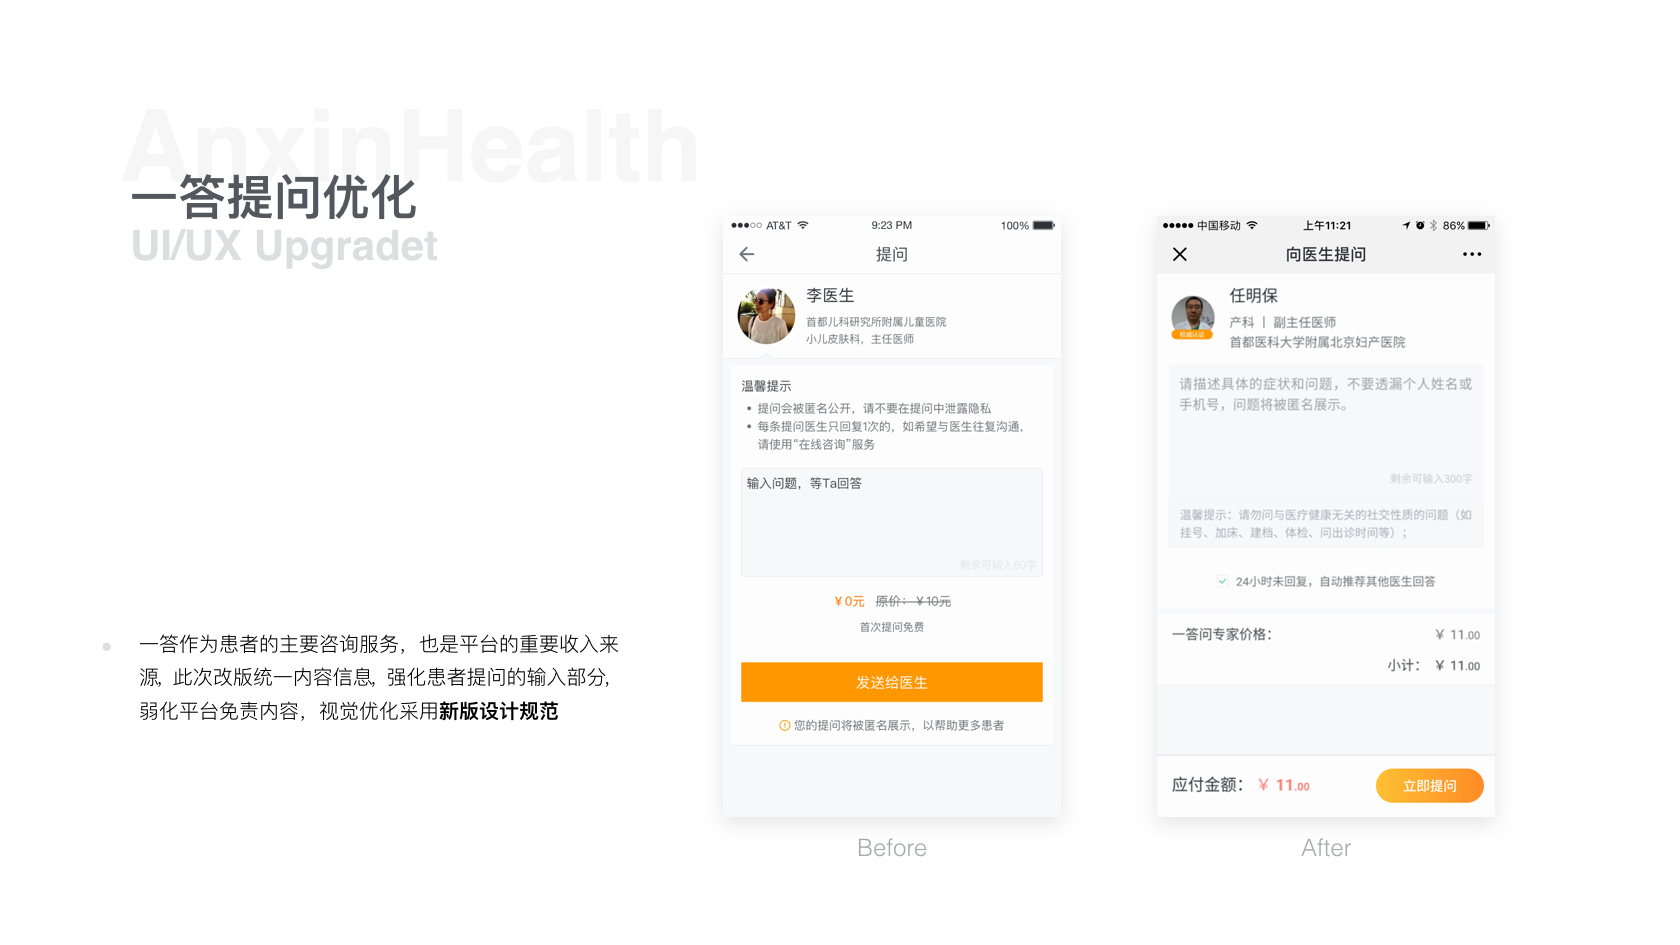 AnxinHealth
一答提问优化
UI/UX Upgradet
一答作为患者的主要咨询服务，也是平台的重要收入来
源, 此次改版统一内容信息, 强化患者提问的输入部分,
弱化平台免责内容，视觉优化采用新版设计规范
AT&T 9:23 PM 100%
提问
李医生
首都儿科研究所附属儿童医院
小儿皮肤科，主任医师
温馨提示
• 提问会被匿名公开，请不要在提问中泄露隐私
• 每条提问医生只回复1次的，如希望与医生往复沟通，
请使用“在线咨询”服务
输入问题，等Ta回答
剩余可输入60字
¥0元 原价：¥10元
首次提问免费
发送给医生
您的提问将被匿名展示，以帮助更多患者
Before
中国移动 上午11:21 86%
向医生提问
任明保
权威认证
产科 | 副主任医师
首都医科大学附属北京妇产医院
请描述具体的症状和问题，不要透漏个人姓名或
手机号，问题将被匿名展示。
剩余可输入300字
温馨提示：请勿问与医疗健康无关的社交性质的问题（如
挂号、加床、建档、体检、问出诊时间等）；
24小时未回复，自动推荐其他医生回答
一答问专家价格： ¥ 11.00
小计： ¥ 11.00
应付金额： ¥ 11.00
立即提问
After